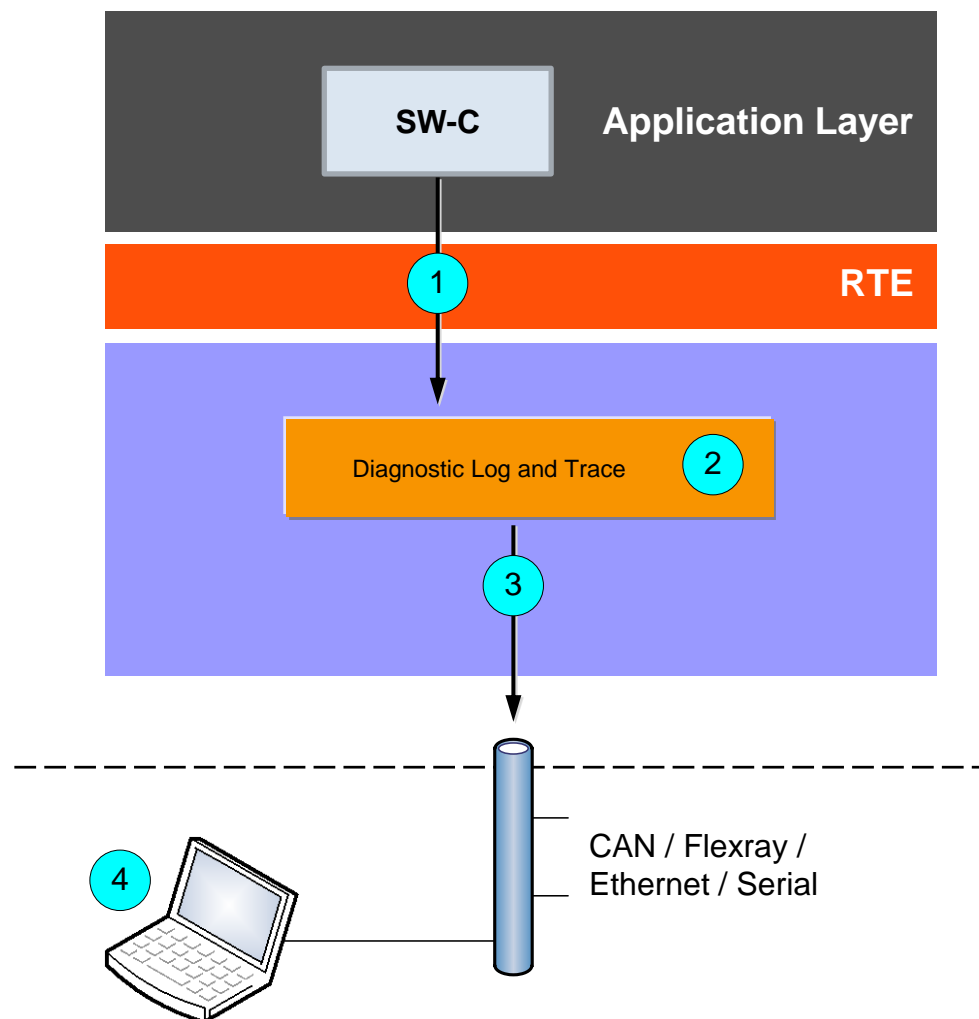 SW-C
Application Layer
1
RTE
Diagnostic Log and Trace
2
3
CAN / Flexray /
Ethernet / Serial
4